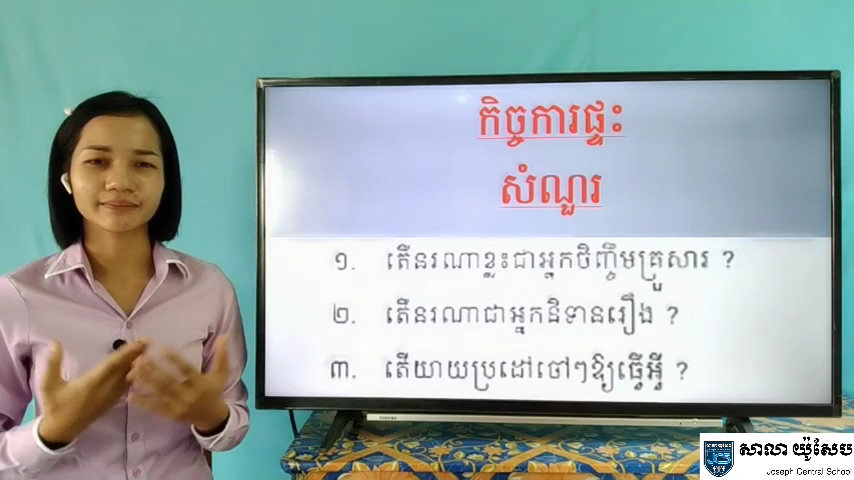 កិច្ចការផ្ទះ
សំណួរ
១. តើនរណាខ្លះជាអ្នកចិញ្ចឹមគ្រួសារ ?
២. តើនរណាជាអ្នកនិទានរឿង ?
៣. តើយាយប្រដៅចៅៗឱ្យធ្វើអ្វី ?
TOSHIBA
សាលា យ៉ូសែប
Joseph Central School